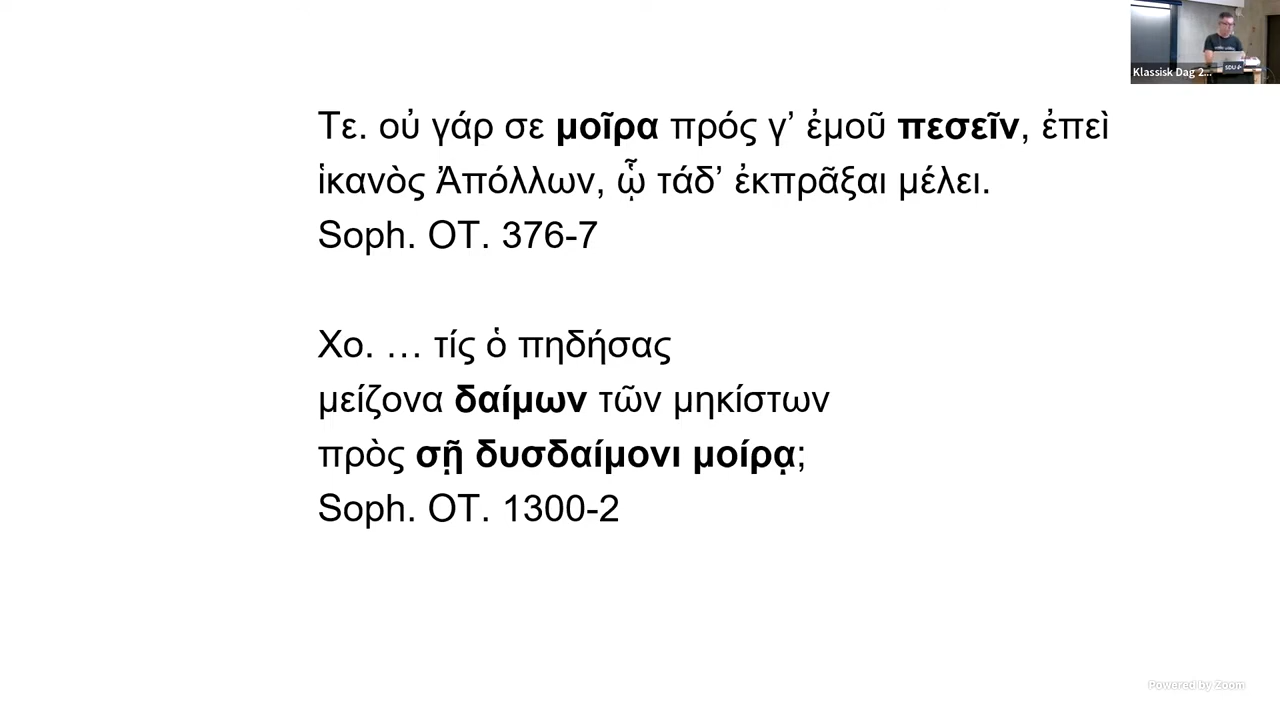 Τε. οὐ γάρ σε μοῖρα πρός γ’ ἐμοῦ πεσεῖν, ἐπεὶ
ἱκανὸς Ἀπόλλων, ᾧ τάδ’ ἐκπρᾶξαι μέλει.
Soph. OT. 376-7
Χο. … τίς ὁ πηδήσας
μείζονα δαίμων τῶν μηκίστων
πρὸς σῇ δυσδαίμονι μοίρᾳ;
Soph. OT. 1300-2
Klassisk Dag 2...
SDU
Powered by Zoom